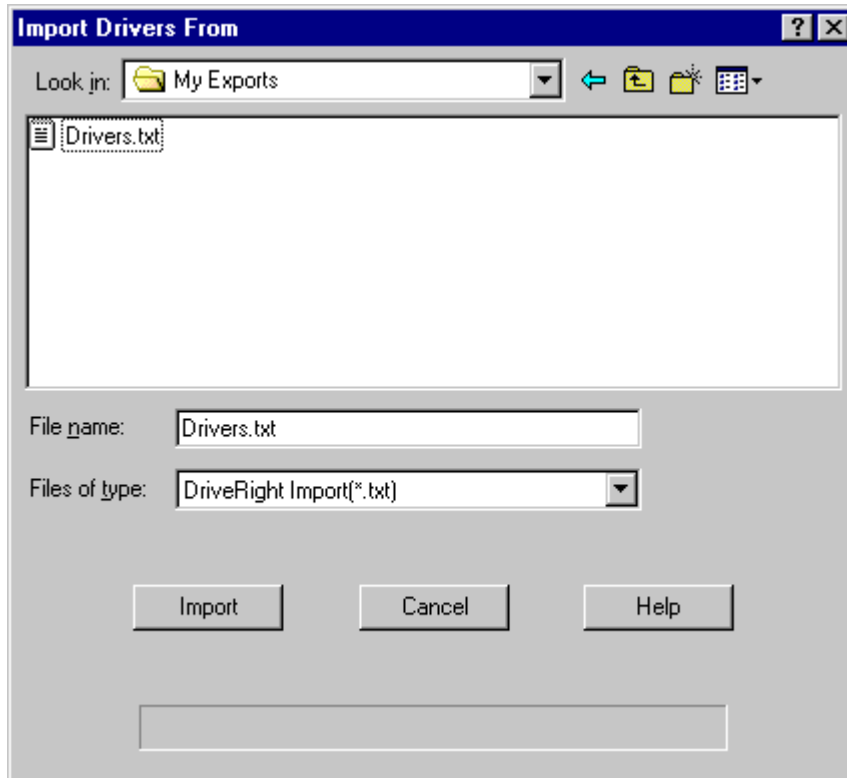 Import Drivers From
Look in: My Exports
Drivers.txt
File name: Drivers.txt
Files of type: DriveRight Import(*.txt)
Import Cancel Help